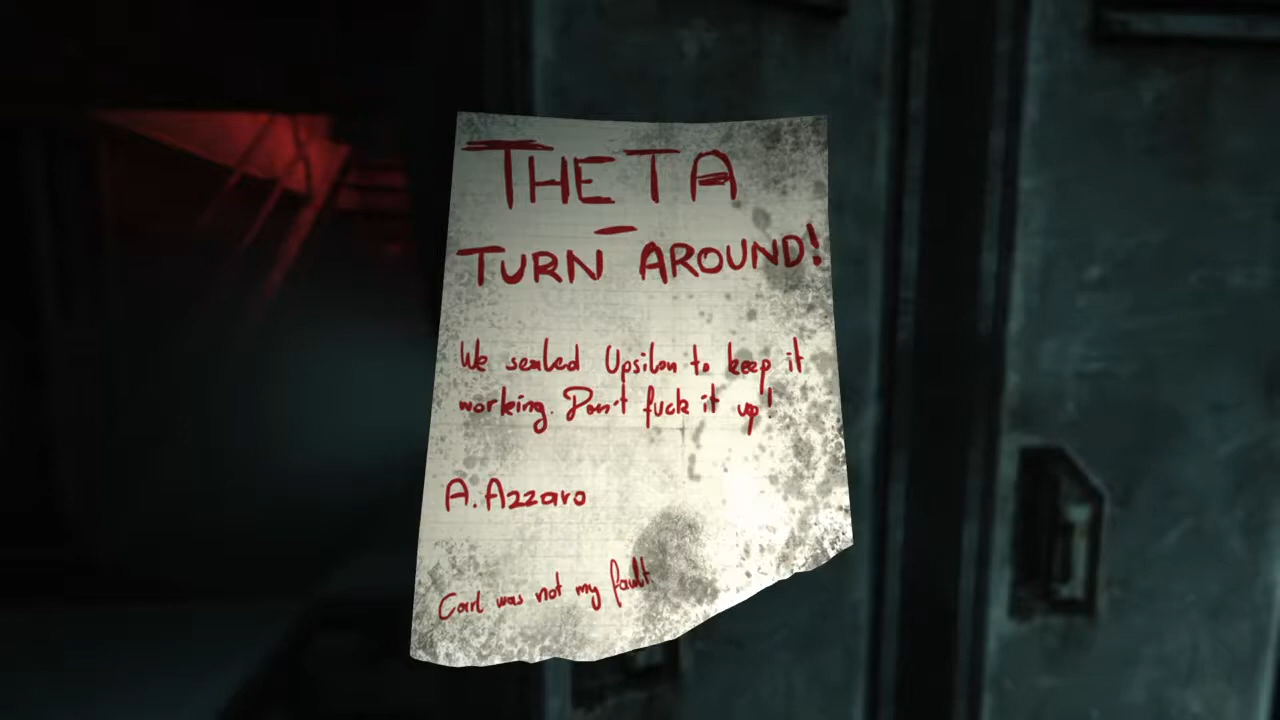 THETA
-
TURN AROUND!
We sealed Upsilon to keep it
working. Don't fuck it up!
A. Azzaro
Carl was not my fault